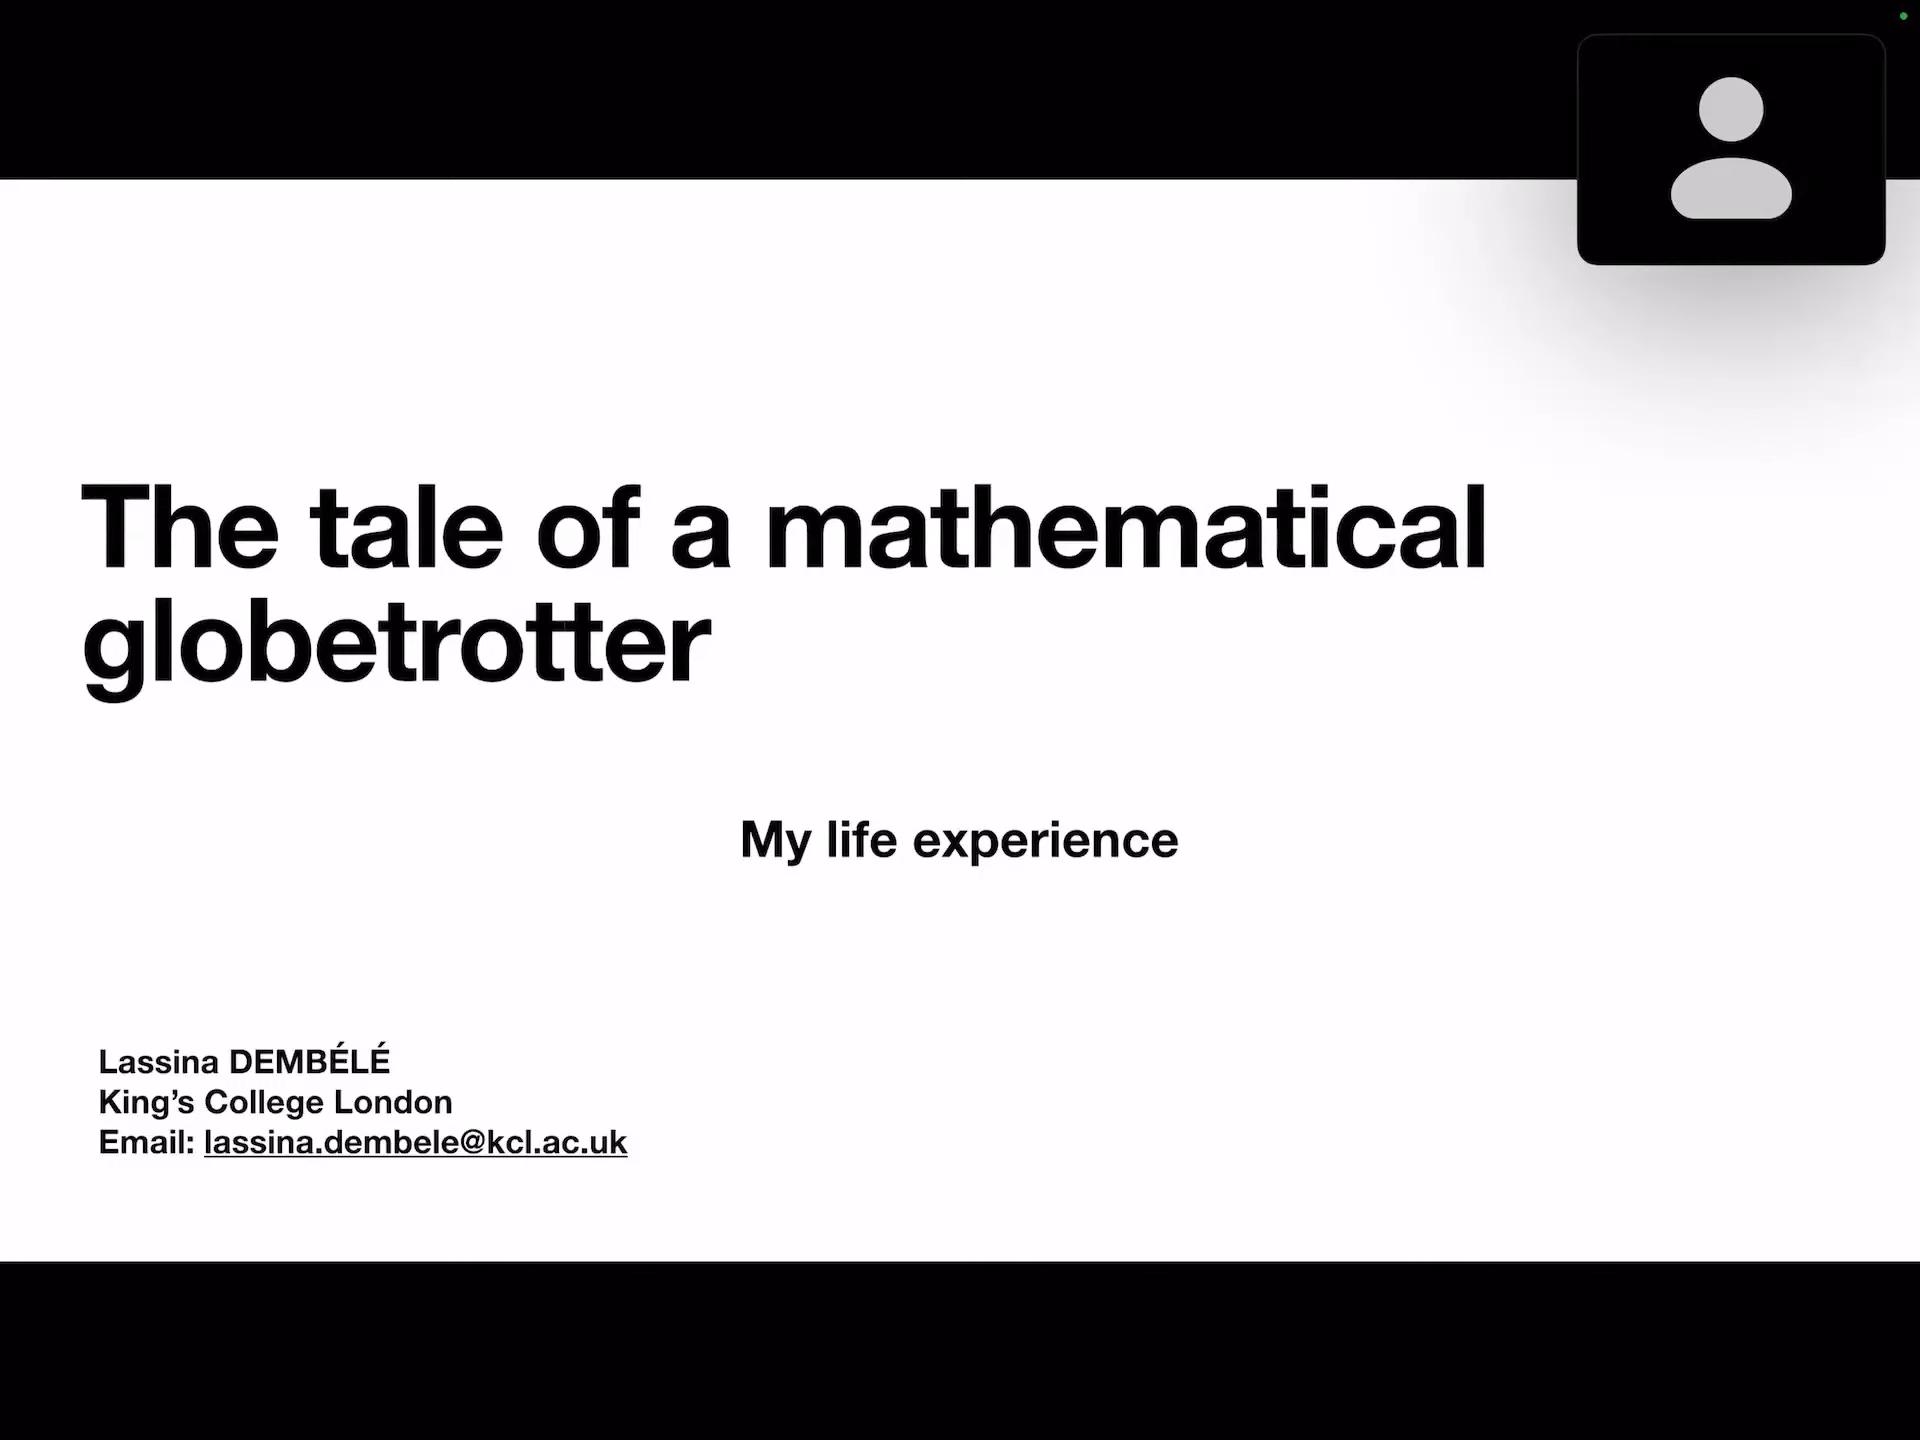 The tale of a mathematical
globetrotter
My life experience
Lassina DEMBÉLÉ
King’s College London
Email: lassina.dembele@kcl.ac.uk